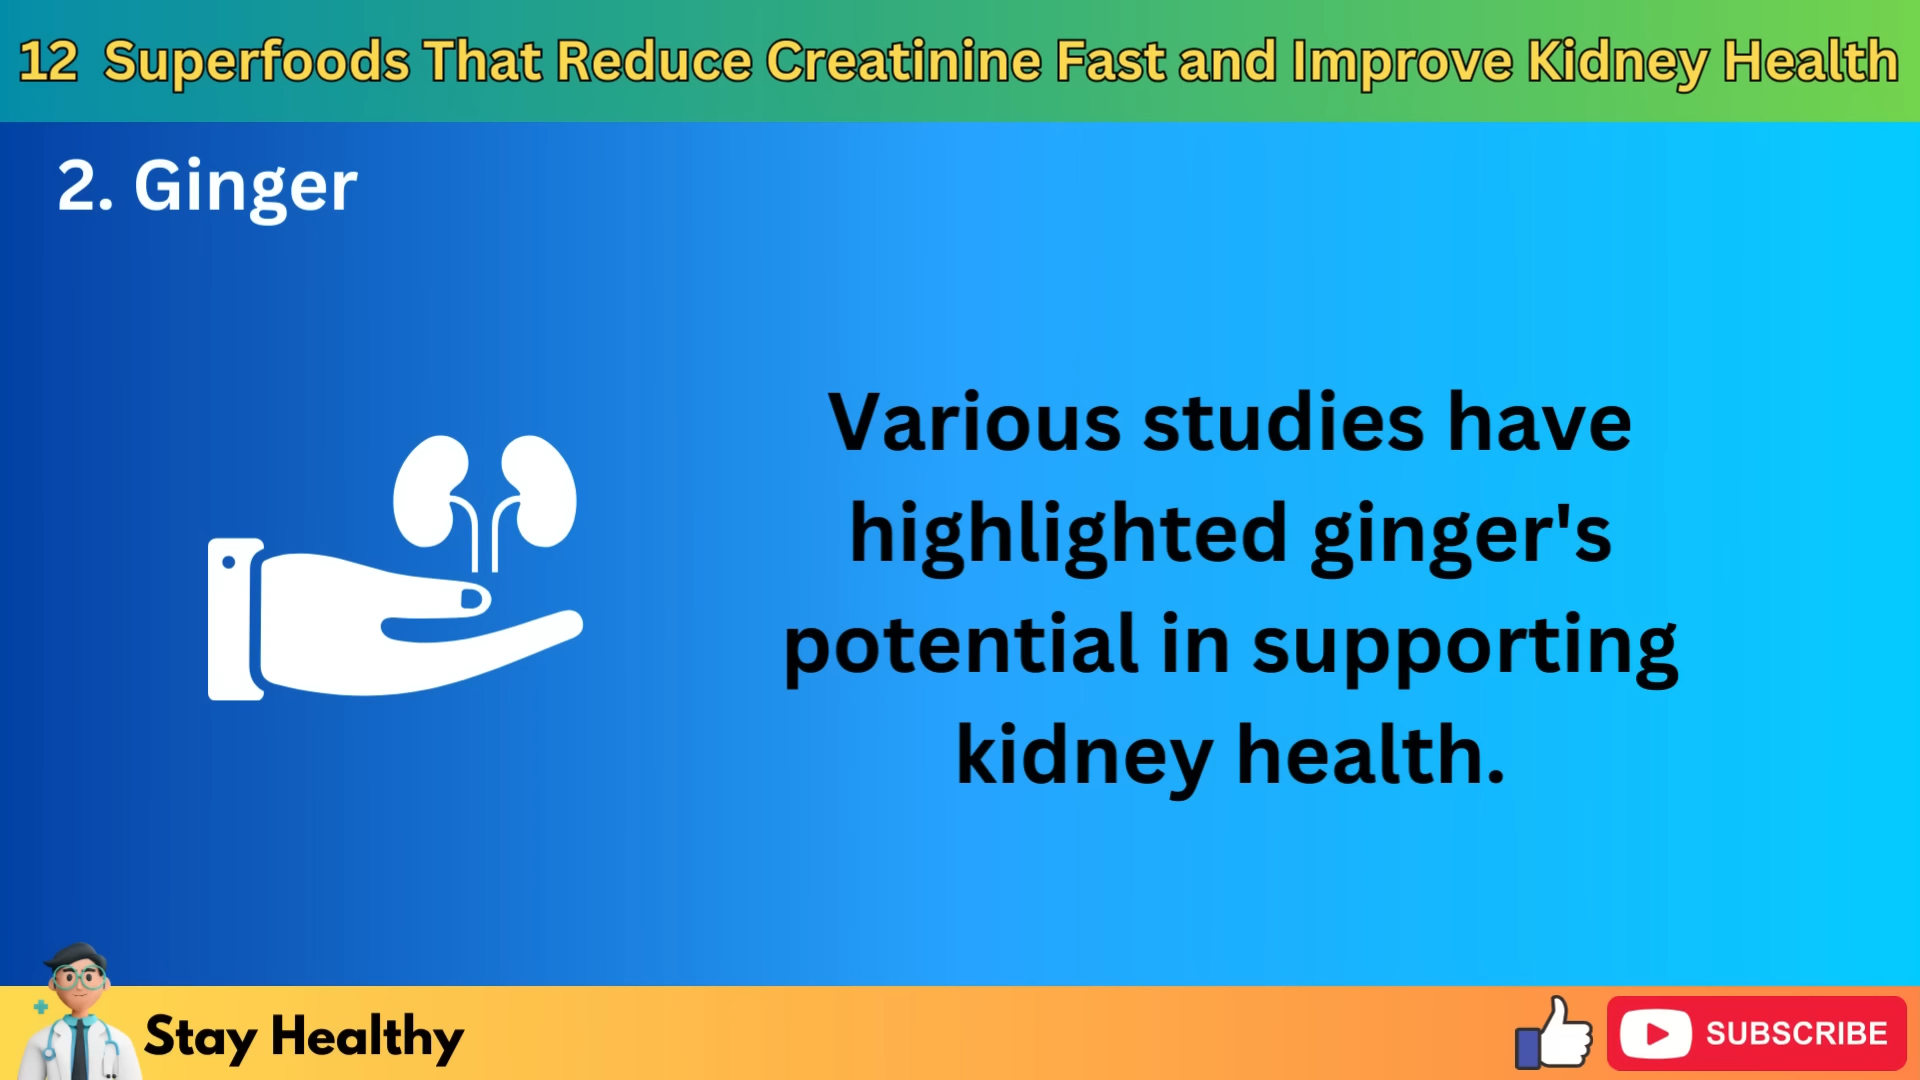 12 Superfoods That Reduce Creatinine Fast and Improve Kidney Health
2. Ginger
Various studies have
highlighted ginger's
potential in supporting
kidney health.
Stay Healthy
SUBSCRIBE